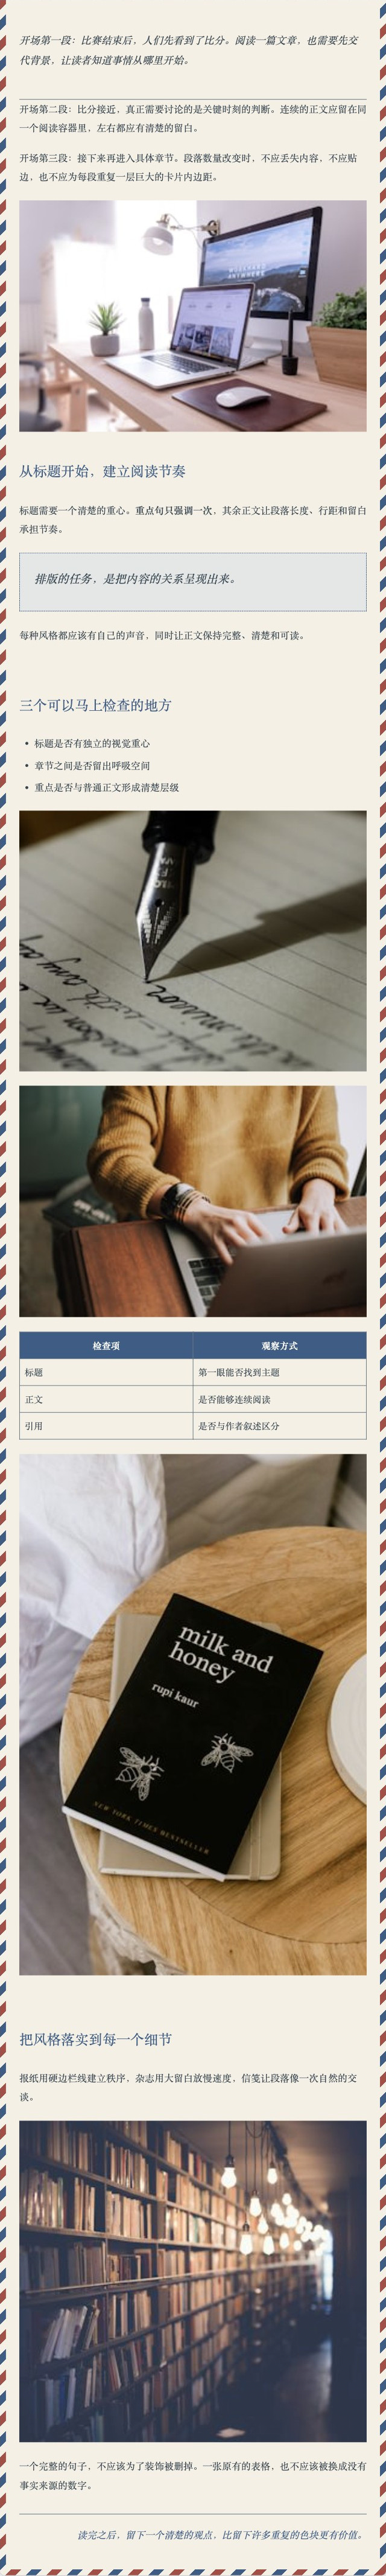 开场第一段：比赛结束后，人们先看到了比分。阅读一篇文章，也需要先交
代背景，让读者知道事情从哪里开始。
开场第二段：比分接近，真正需要讨论的是关键时刻的判断。连续的正文应留在同
一个阅读容器里，左右都应有清楚的留白。
开场第三段：接下来再进入具体章节。段落数量改变时，不应丢失内容，不应贴
边，也不应为每段重复一层巨大的卡片内边距。
从标题开始，建立阅读节奏
标题需要一个清楚的重心。重点句只强调一次，其余正文让段落长度、行距和留白
承担节奏。
排版的任务，是把内容的关系呈现出来。
每种风格都应该有自己的声音，同时让正文保持完整、清楚和可读。
三个可以马上检查的地方
• 标题是否有独立的视觉重心
• 章节之间是否留出呼吸空间
• 重点是否与普通正文形成清楚层级
检查项 观察方式
标题 第一眼能否找到主题
正文 是否能够连续阅读
引用 是否与作者叙述区分
milk and
honey
rupi kaur
NEW YORK TIMES BESTSELLER
把风格落实到每一个细节
报纸用硬边栏线建立秩序，杂志用大留白放慢速度，信笺让段落像一次自然的交
谈。
一个完整的句子，不应该为了装饰被删掉。一张原有的表格，也不应该被换成没有
事实来源的数字。
读完之后，留下一个清楚的观点，比留下许多重复的色块更有价值。